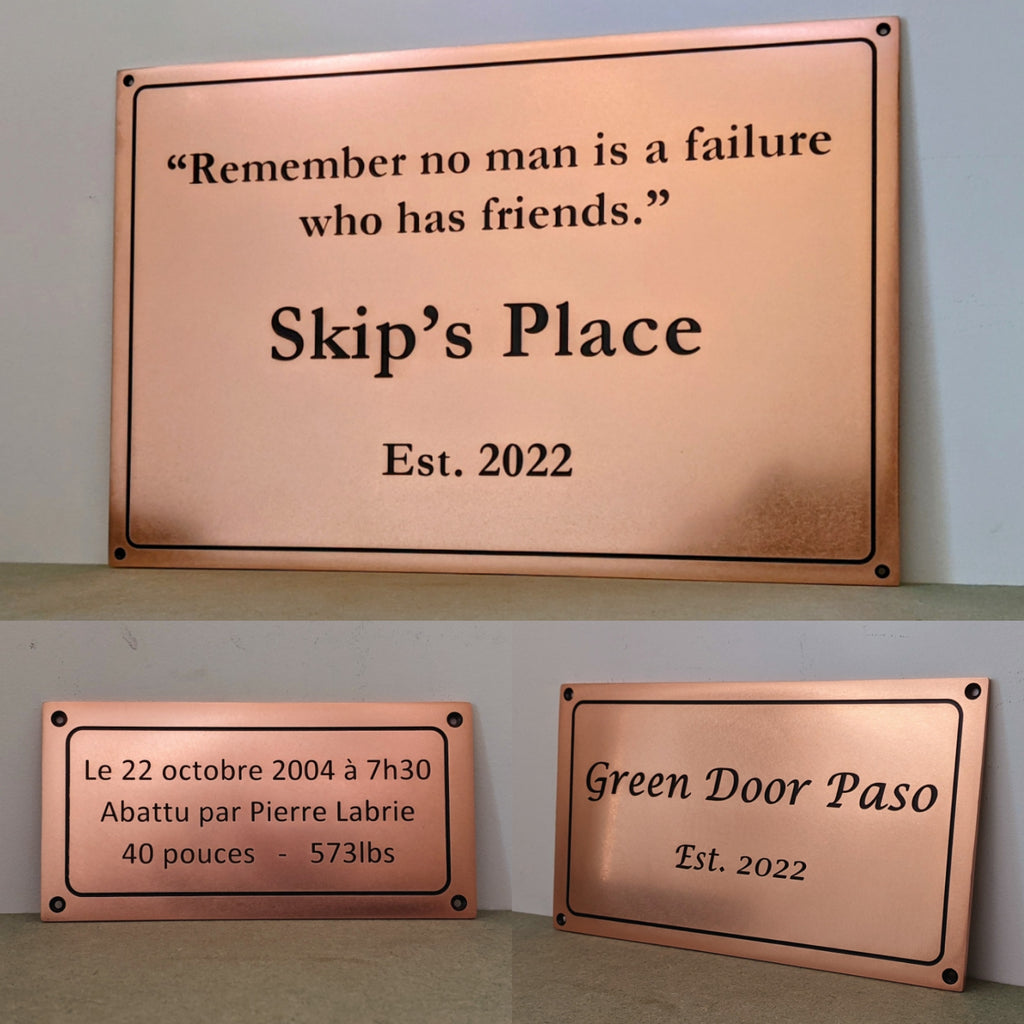 “Remember no man is a failure
who has friends.”
Skip’s Place
Est. 2022
Le 22 octobre 2004 à 7h30
Abattu par Pierre Labrie
40 pouces - 573lbs
Green Door Paso
Est. 2022